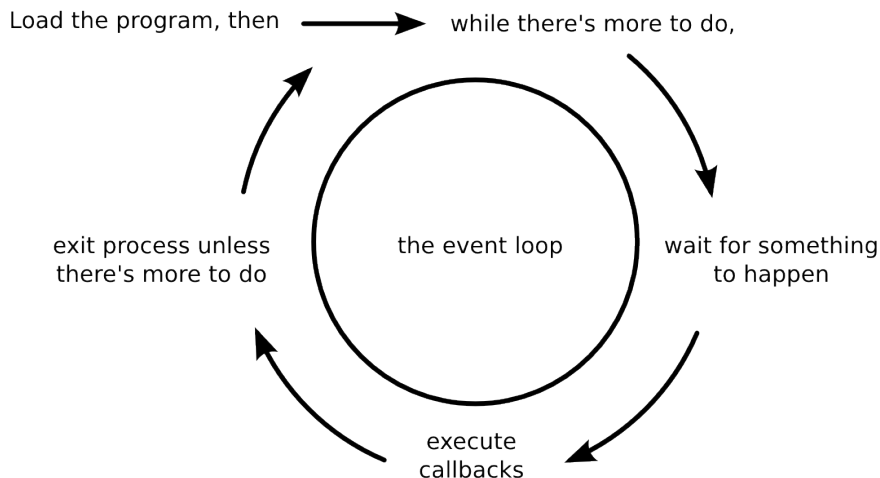 Load the program, then
while there's more to do,
wait for something
to happen
execute
callbacks
exit process unless
there's more to do
the event loop